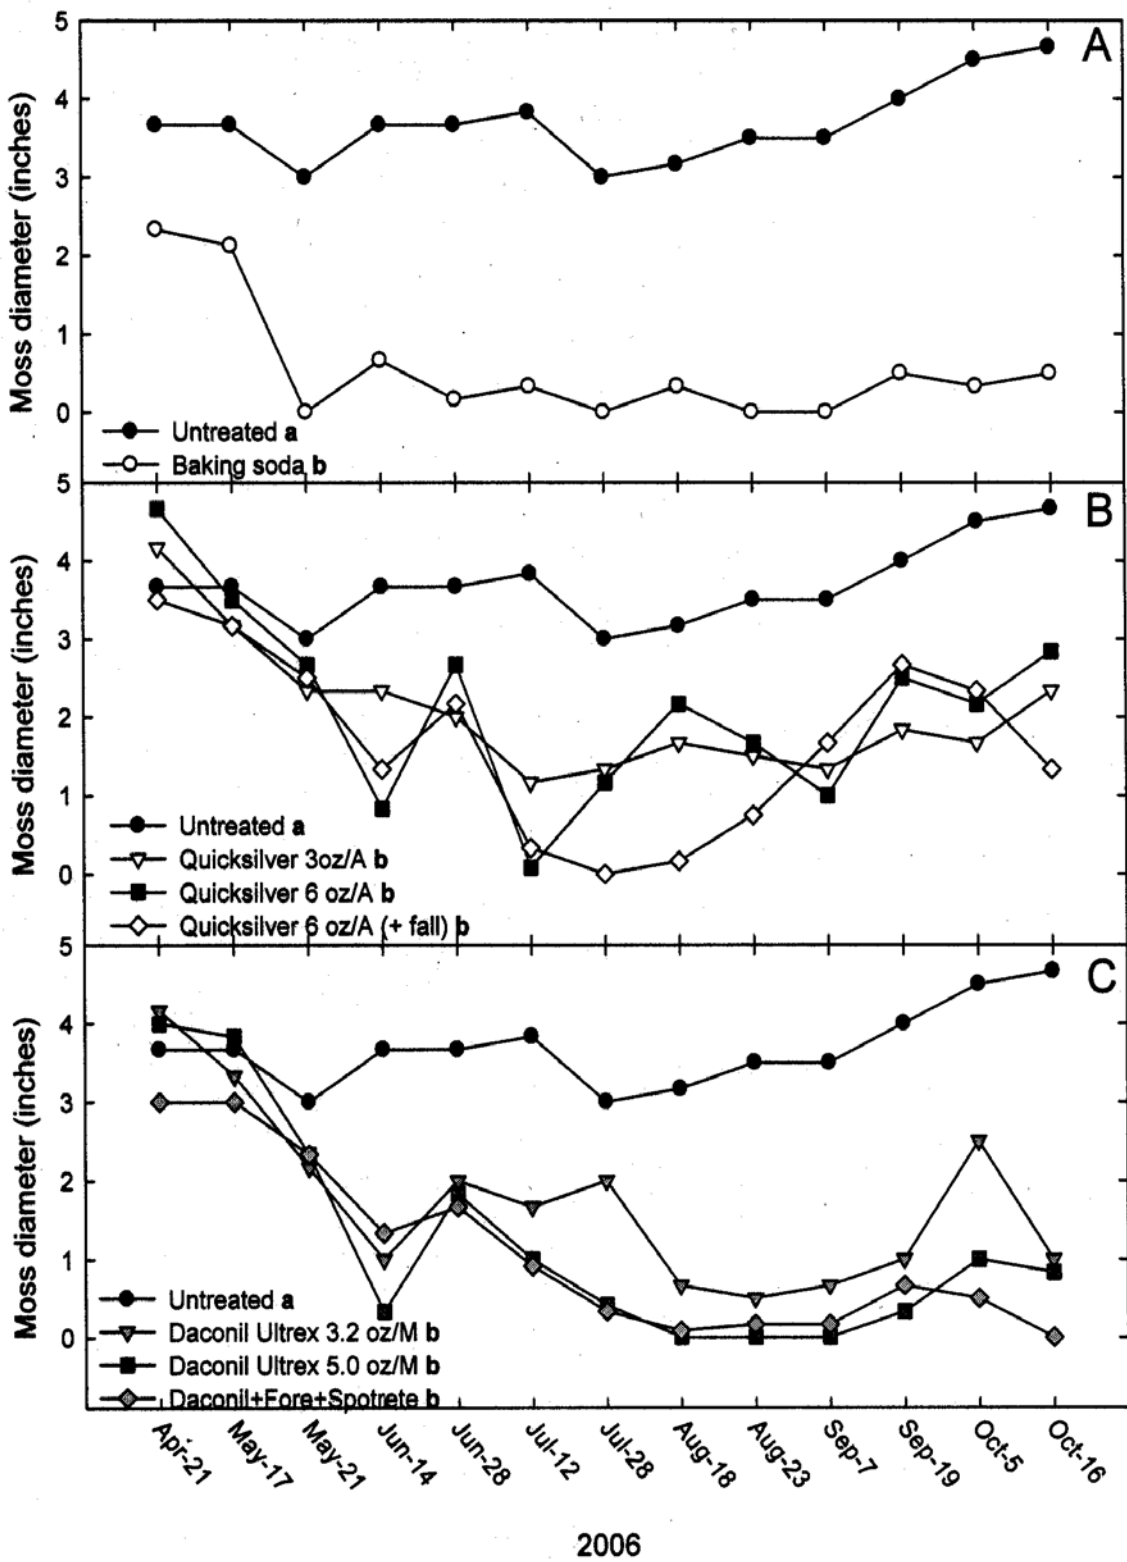 A
5
4
3
2
1
0
Moss diameter (inches)
Untreated a
Baking soda b
B
5
4
3
2
1
0
Moss diameter (inches)
Untreated a
Quicksilver 3oz/A b
Quicksilver 6 oz/A b
Quicksilver 6 oz/A (+ fall) b
C
5
4
3
2
1
0
Moss diameter (inches)
Untreated a
Daconil Ultrex 3.2 oz/M b
Daconil Ultrex 5.0 oz/M b
Daconil+Fore+Spotrete b
Apr-21
May-17
May-21
Jun-14
Jun-28
Jul-12
Jul-28
Aug-18
Aug-23
Sep-7
Sep-19
Oct-5
Oct-16
2006